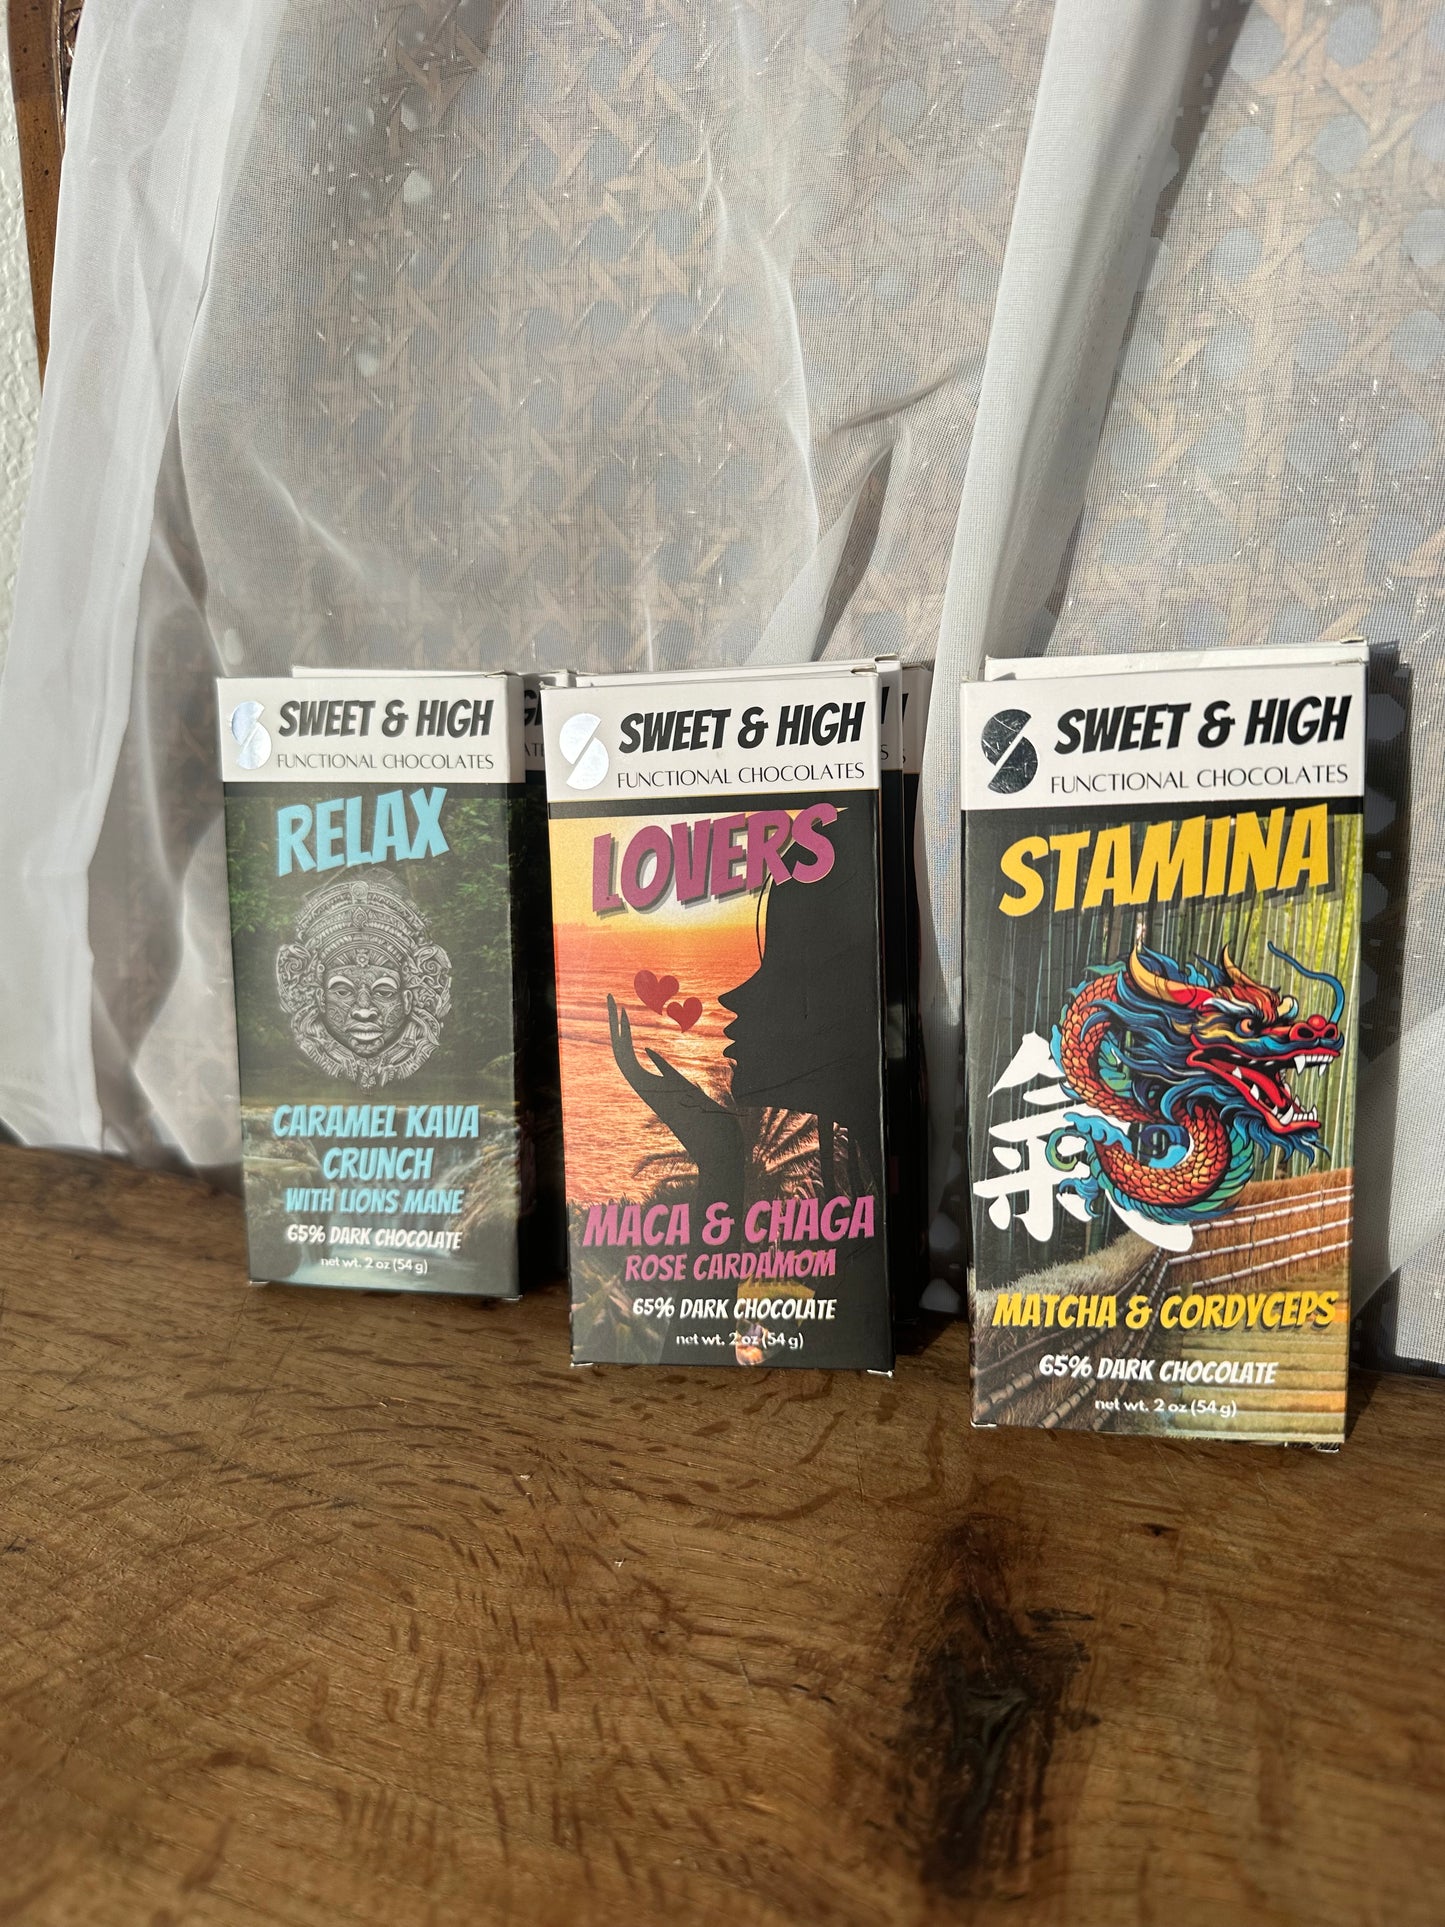 SWEET & HIGH
FUNCTIONAL CHOCOLATES
RELAX
CARAMEL KAVA
CRUNCH
WITH LIONS MANE
65% DARK CHOCOLATE
net wt. 2 oz (54 g)
SWEET & HIGH
FUNCTIONAL CHOCOLATES
LOVERS
MACA & CHAGA
ROSE CARDAMOM
65% DARK CHOCOLATE
net wt. 2 oz (54 g)
SWEET & HIGH
FUNCTIONAL CHOCOLATES
STAMINA
氣
MATCHA & CORDYCEPS
65% DARK CHOCOLATE
net wt. 2 oz (54 g)